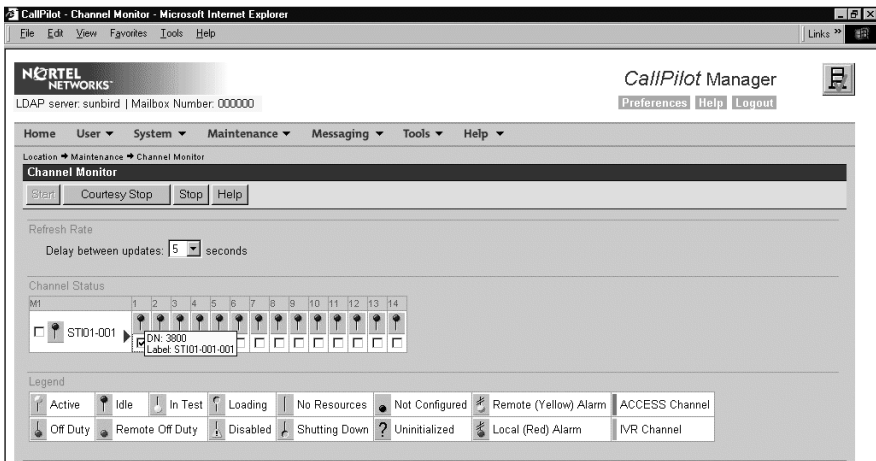 CallPilot - Channel Monitor - Microsoft Internet Explorer
File Edit View Favorites Tools Help
Links »
NORTEL
NETWORKS
CallPilot Manager
LDAP server: sunbird | Mailbox Number: 000000
Preferences Help Logout
Home User System Maintenance Messaging Tools Help
Location → Maintenance → Channel Monitor
Channel Monitor
Start Courtesy Stop Stop Help
Refresh Rate
Delay between updates: 5 seconds
Channel Status
M1 1 2 3 4 5 6 7 8 9 10 11 12 13 14
STI01-001
DN: 3800
Label: STI01-001-001
Legend
Active Idle In Test Loading No Resources Not Configured Remote (Yellow) Alarm ACCESS Channel
Off Duty Remote Off Duty Disabled Shutting Down ? Uninitialized Local (Red) Alarm IVR Channel